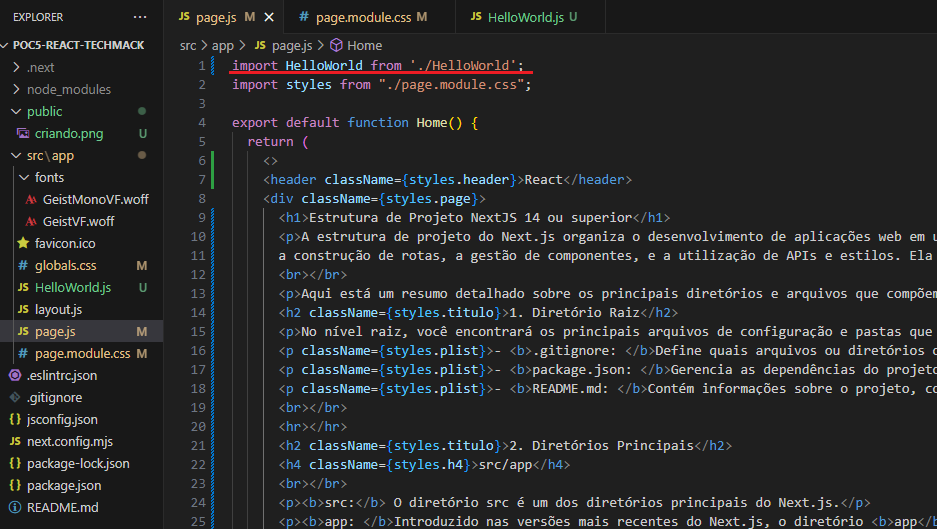 EXPLORER ...
POC5-REACT-TECHMACK
.next
node_modules
public
criando.png U
src\app
fonts
GeistMonoVF.woff
GeistVF.woff
favicon.ico
# globals.css M
JS HelloWorld.js U
JS layout.js
JS page.js M
# page.module.css M
.eslintrc.json
.gitignore
{} jsconfig.json
JS next.config.mjs
{} package-lock.json
{} package.json
README.md
JS page.js M # page.module.css M JS HelloWorld.js U
src > app > JS page.js > Home
1 import HelloWorld from './HelloWorld';
2 import styles from "./page.module.css";
3
4 export default function Home() {
5 return (
6 <>
7 <header className={styles.header}>React</header>
8 <div className={styles.page}>
9 <h1>Estrutura de Projeto NextJS 14 ou superior</h1>
10 <p>A estrutura de projeto do Next.js organiza o desenvolvimento de aplicações web em u
11 a construção de rotas, a gestão de componentes, e a utilização de APIs e estilos. Ela
12 <br></br>
13 <p>Aqui está um resumo detalhado sobre os principais diretórios e arquivos que compõem
14 <h2 className={styles.titulo}>1. Diretório Raiz</h2>
15 <p>No nível raiz, você encontrará os principais arquivos de configuração e pastas que
16 <p className={styles.plist}>- <b>.gitignore: </b>Define quais arquivos ou diretórios d
17 <p className={styles.plist}>- <b>package.json: </b>Gerencia as dependências do projeto
18 <p className={styles.plist}>- <b>README.md: </b>Contém informações sobre o projeto, co
19 <br></br>
20 <hr></hr>
21 <h2 className={styles.titulo}>2. Diretórios Principais</h2>
22 <h4 className={styles.h4}>src/app</h4>
23 <br></br>
24 <p><b>src:</b> O diretório src é um dos diretórios principais do Next.js.</p>
25 <p><b>app: </b>Introduzido nas versões mais recentes do Next.js, o diretório <b>app</b